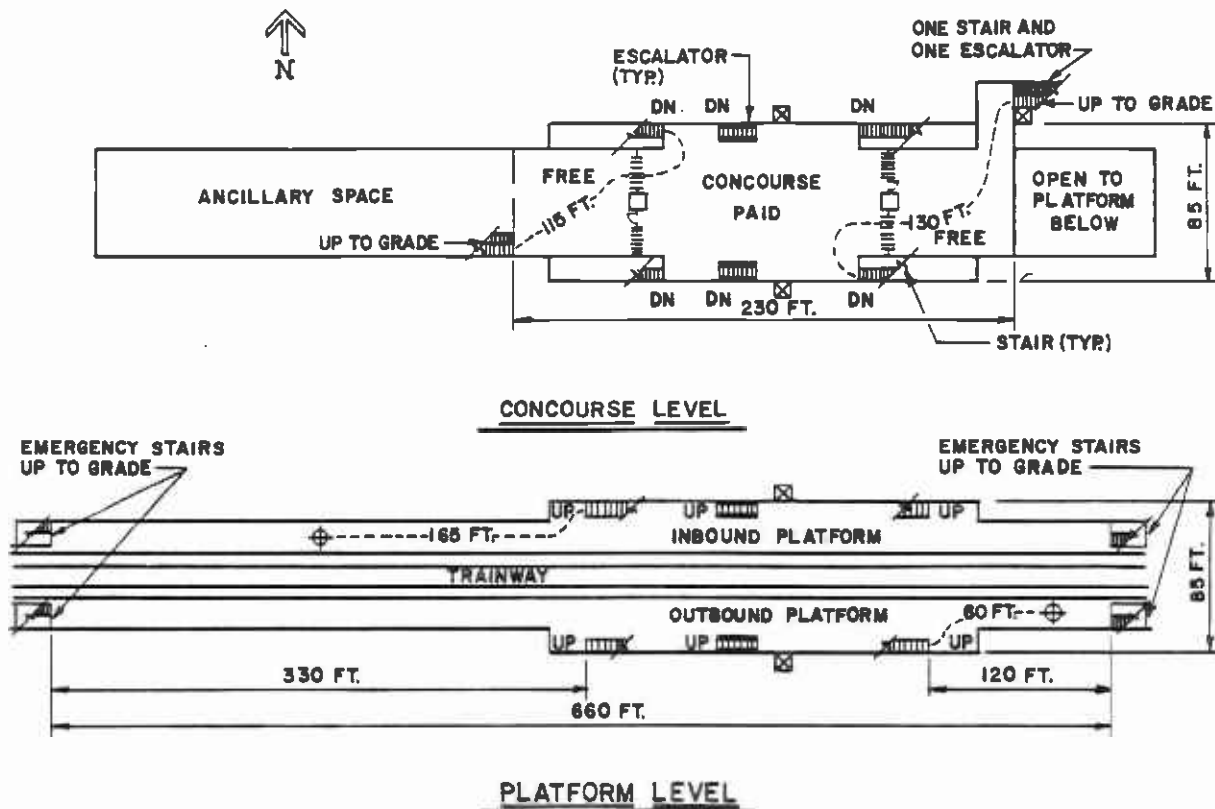 N
ONE STAIR AND
ONE ESCALATOR
ESCALATOR
(TYP.)
DN
DN
DN
UP TO GRADE
ANCILLARY SPACE
FREE
CONCOURSE
PAID
OPEN TO
PLATFORM
BELOW
85 FT.
115 FT.
130 FT.
FREE
UP TO GRADE
DN
DN
DN
230 FT.
STAIR (TYP.)
CONCOURSE LEVEL
EMERGENCY STAIRS
UP TO GRADE
EMERGENCY STAIRS
UP TO GRADE
UP
UP
UP
165 FT.
INBOUND PLATFORM
TRAINWAY
85 FT.
OUTBOUND PLATFORM
60 FT.
UP
UP
UP
330 FT.
120 FT.
660 FT.
PLATFORM LEVEL